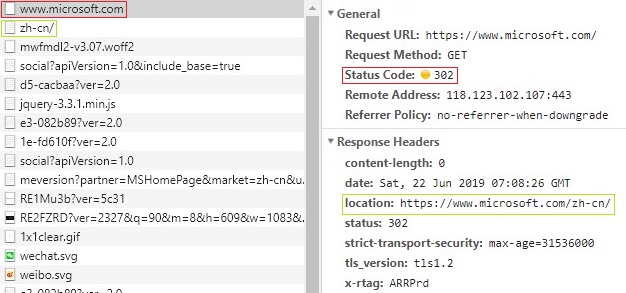 www.microsoft.com
zh-cn/
mwfmdl2-v3.07.woff2
social?apiVersion=1.0&include_base=true
d5-cacbaa?ver=2.0
jquery-3.3.1.min.js
e3-082b89?ver=2.0
1e-fd610f?ver=2.0
social?apiVersion=1.0
meversion?partner=MSHomePage&market=zh-cn&u...
RE1Mu3b?ver=5c31
RE2FZRD?ver=2327&q=90&m=8&h=609&w=1083&...
1x1clear.gif
wechat.svg
weibo.svg
e3-082b89?ver=2.0
General
Request URL: https://www.microsoft.com/
Request Method: GET
Status Code: 302
Remote Address: 118.123.102.107:443
Referrer Policy: no-referrer-when-downgrade
Response Headers
content-length: 0
date: Sat, 22 Jun 2019 07:08:26 GMT
location: https://www.microsoft.com/zh-cn/
status: 302
strict-transport-security: max-age=31536000
tls_version: tls1.2
x-rtag: ARRPrd